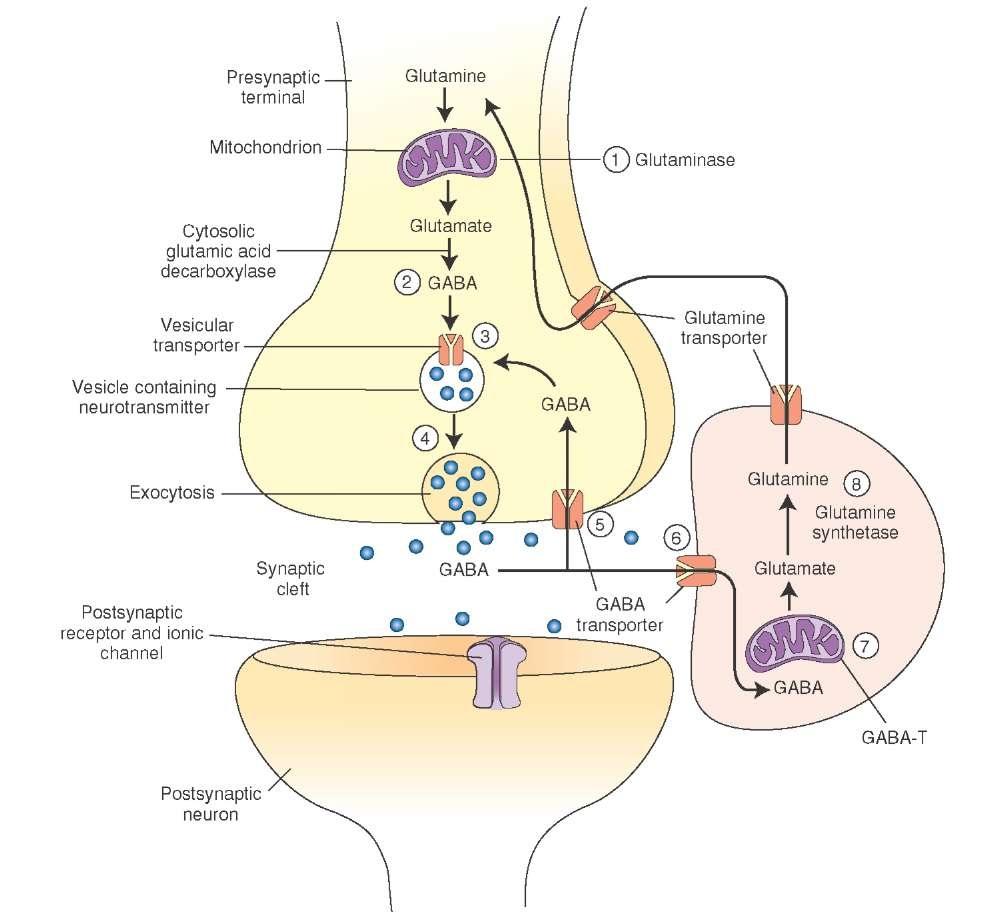 Presynaptic
terminal
Glutamine
Mitochondrion
1 Glutaminase
Glutamate
Cytosolic
glutamic acid
decarboxylase
2 GABA
Vesicular
transporter
3
Glutamine
transporter
Vesicle containing
neurotransmitter
GABA
4
Exocytosis
5
Glutamine
8
Glutamine
synthetase
6
Synaptic
cleft
GABA
Glutamate
GABA
transporter
Postsynaptic
receptor and ionic
channel
7
GABA
GABA-T
Postsynaptic
neuron